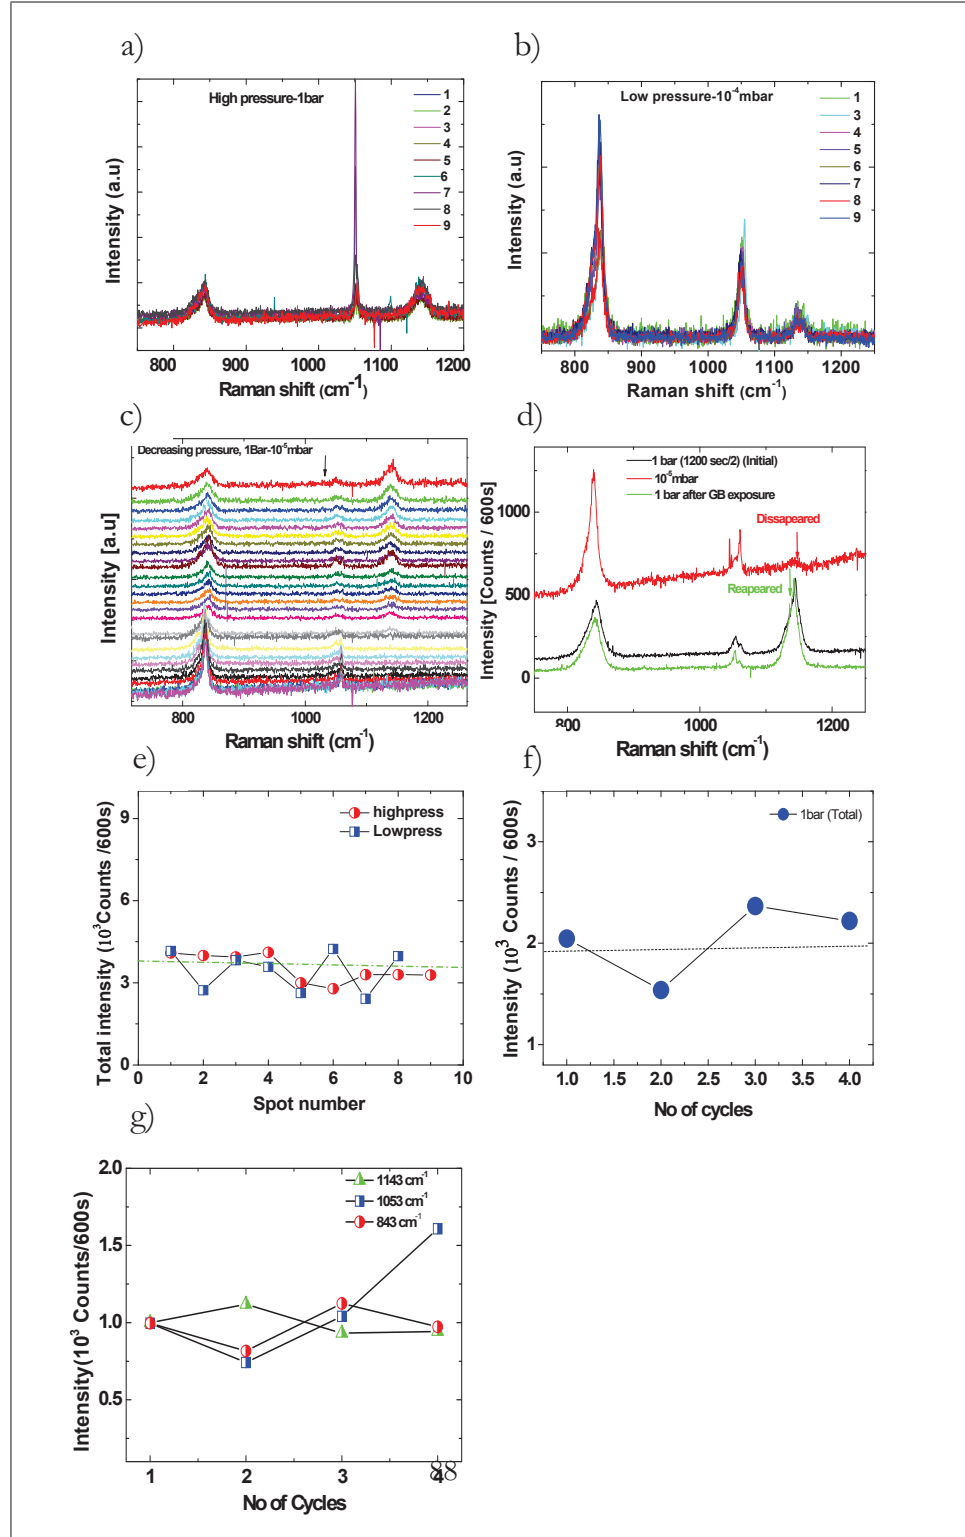 a)
High pressure-1bar
1
2
3
4
5
6
7
8
9
Intensity (a.u)
800 900 1000 1100 1200
Raman shift (cm-1)
b)
Low pressure-10-4mbar
1
3
4
5
6
7
8
9
Intensity (a.u)
800 900 1000 1100 1200
Raman shift (cm-1)
c)
Decreasing pressure, 1Bar-10-5mbar
Intensity [a.u]
800 1000 1200
Raman shift (cm-1)
d)
1 bar (1200 sec/2) (Initial)
10-5mbar
1 bar after GB exposure
Dissapeared
Reapeared
Intensity [Counts / 600s]
1000
500
0
800 1000 1200
Raman shift (cm-1)
e)
highpress
Lowpress
Total intensity (103Counts /600s)
9
6
3
0
0 2 4 6 8 10
Spot number
f)
1bar (Total)
Intensity (103 Counts / 600s)
3
2
1
1.0 1.5 2.0 2.5 3.0 3.5 4.0
No of cycles
g)
1143 cm-1
1053 cm-1
843 cm-1
Intensity(103 Counts/600s)
2.0
1.5
1.0
0.5
1 2 3 4
88
No of Cycles